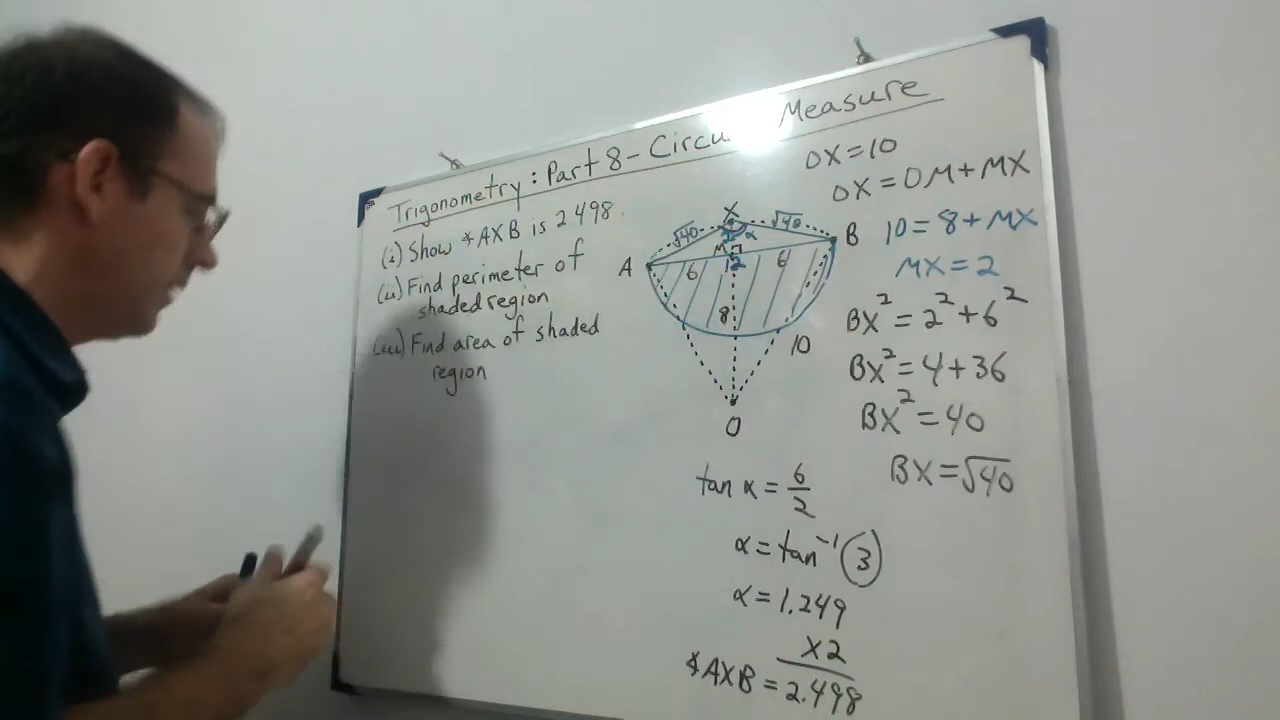 Trigonometry: Part 8 - Circu Measure
(i) Show ∡AXB is 2.498.
(ii) Find perimeter of
shaded region
(iii) Find area of shaded
region
X
√40
√40
α
B
M
A
6
12
6
8
10
O
OX = 10
OX = OM + MX
10 = 8 + MX
MX = 2
BX² = 2² + 6²
BX² = 4 + 36
BX² = 40
BX = √40
tan α = 6/2
α = tan⁻¹(3)
α = 1.249
X2
∡AXB = 2.498